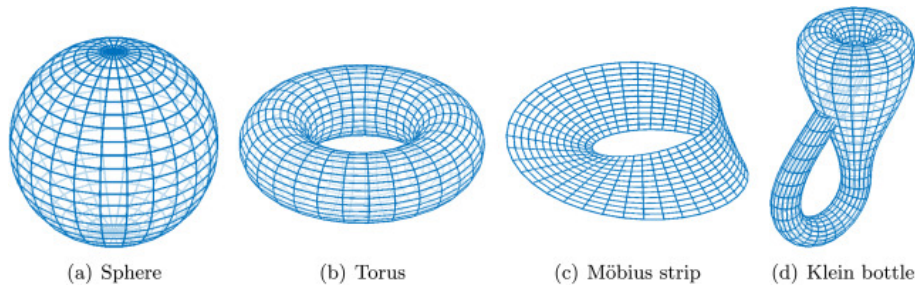 (a) Sphere
(b) Torus
(c) Möbius strip
(d) Klein bottle